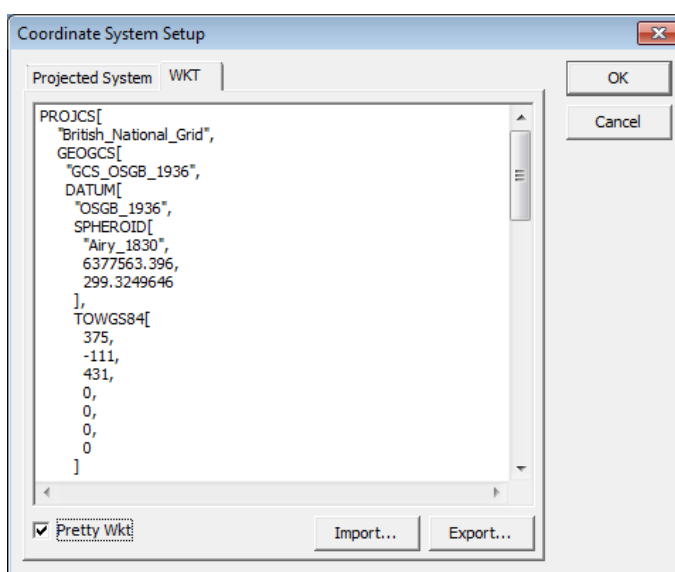 Coordinate System Setup
Projected System WKT
OK
Cancel
PROJCS[
"British_National_Grid",
GEOGCS[
"GCS_OSGB_1936",
DATUM[
"OSGB_1936",
SPHEROID[
"Airy_1830",
6377563.396,
299.3249646
],
TOWGS84[
375,
-111,
431,
0,
0,
0,
0
]
Pretty Wkt
Import...
Export...